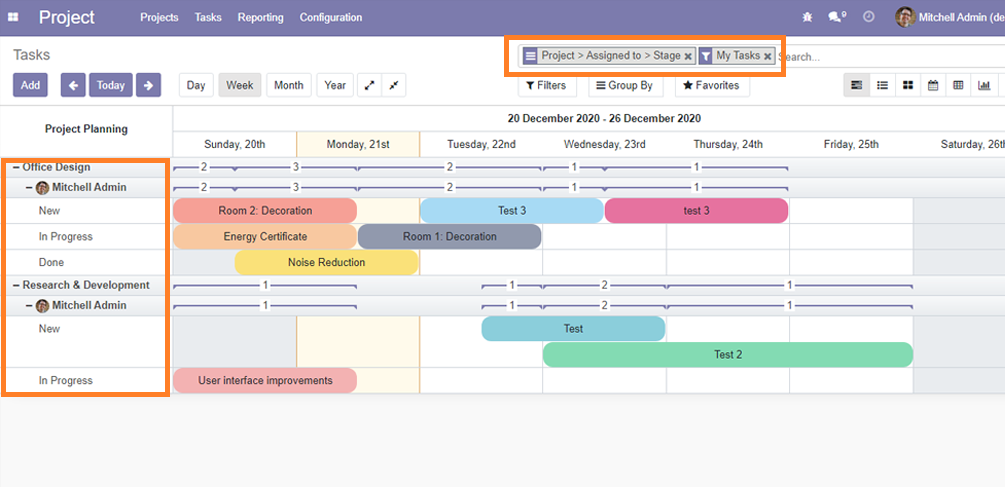 Project Projects Tasks Reporting Configuration 9 Mitchell Admin (de
Tasks Project > Assigned to > Stage × My Tasks × Search...
Add Today Day Week Month Year Filters Group By Favorites
Project Planning 20 December 2020 - 26 December 2020
Sunday, 20th Monday, 21st Tuesday, 22nd Wednesday, 23rd Thursday, 24th Friday, 25th Saturday, 26th
− Office Design 2 3 2 1 1
− Mitchell Admin 2 3 2 1 1
New Room 2: Decoration Test 3 test 3
In Progress Energy Certificate Room 1: Decoration
Done Noise Reduction
− Research & Development 1 1 2 1
− Mitchell Admin 1 1 2 1
New Test
Test 2
In Progress User interface improvements